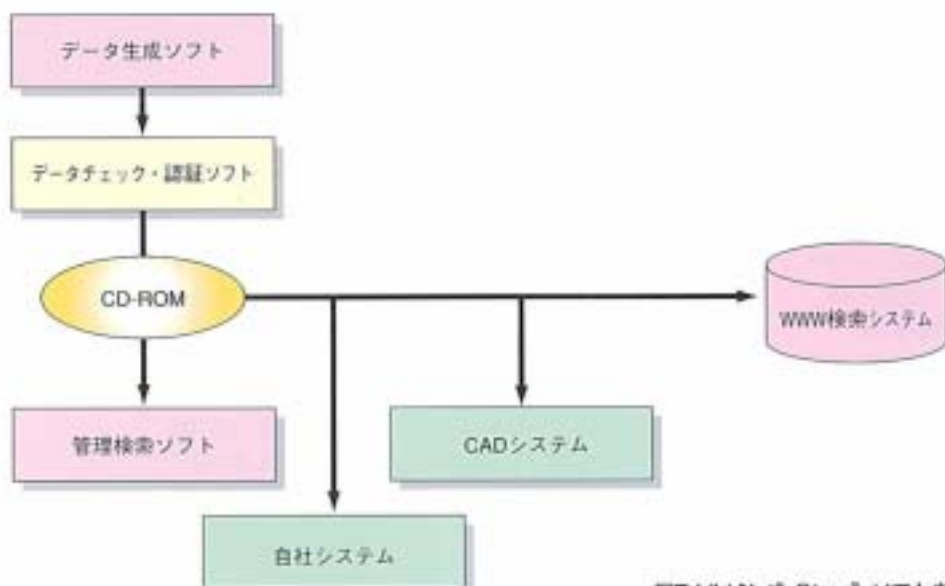 データ生成ソフト
データチェック・認証ソフト
CD-ROM
WWW検索システム
管理検索ソフト
CADシステム
自社システム